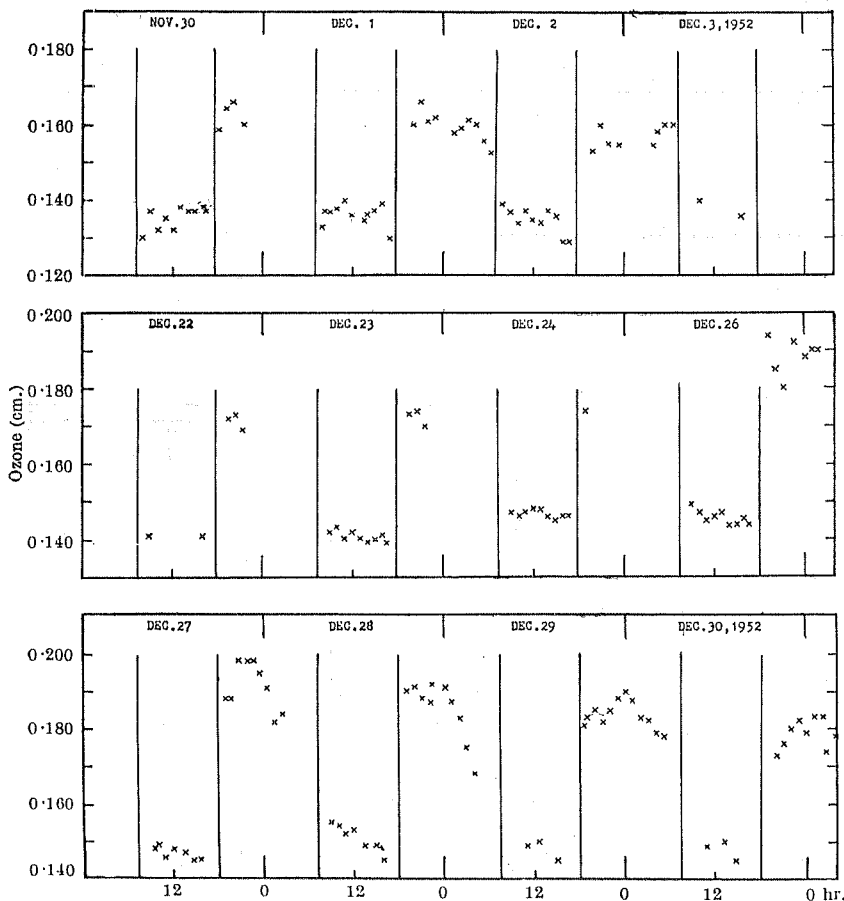 NOV.30 DEC. 1 DEC. 2 DEC.3,1952
0·180
0·160
0·140
0·120
DEC.22 DEC.23 DEC.24 DEC.26
0·200
0·180
0·160
0·140
Ozone (cm.)
DEC.27 DEC.28 DEC.29 DEC.30,1952
0·200
0·180
0·160
0·140
12 0 12 0 12 0 12 0 hr.